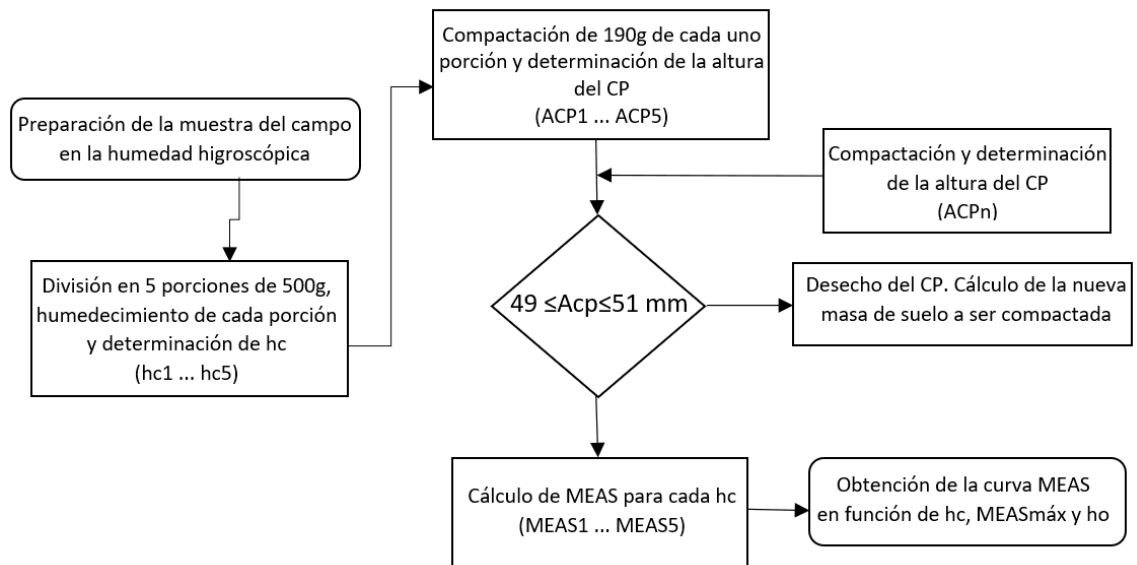 Preparación de la muestra del campo
en la humedad higroscópica
División en 5 porciones de 500g,
humedecimiento de cada porción
y determinación de hc
(hc1 ... hc5)
Compactación de 190g de cada uno
porción y determinación de la altura
del CP
(ACP1 ... ACP5)
Compactación y determinación
de la altura del CP
(ACPn)
49 ≤Acp≤51 mm
Desecho del CP. Cálculo de la nueva
masa de suelo a ser compactada
Cálculo de MEAS para cada hc
(MEAS1 ... MEAS5)
Obtención de la curva MEAS
en función de hc, MEASmáx y ho